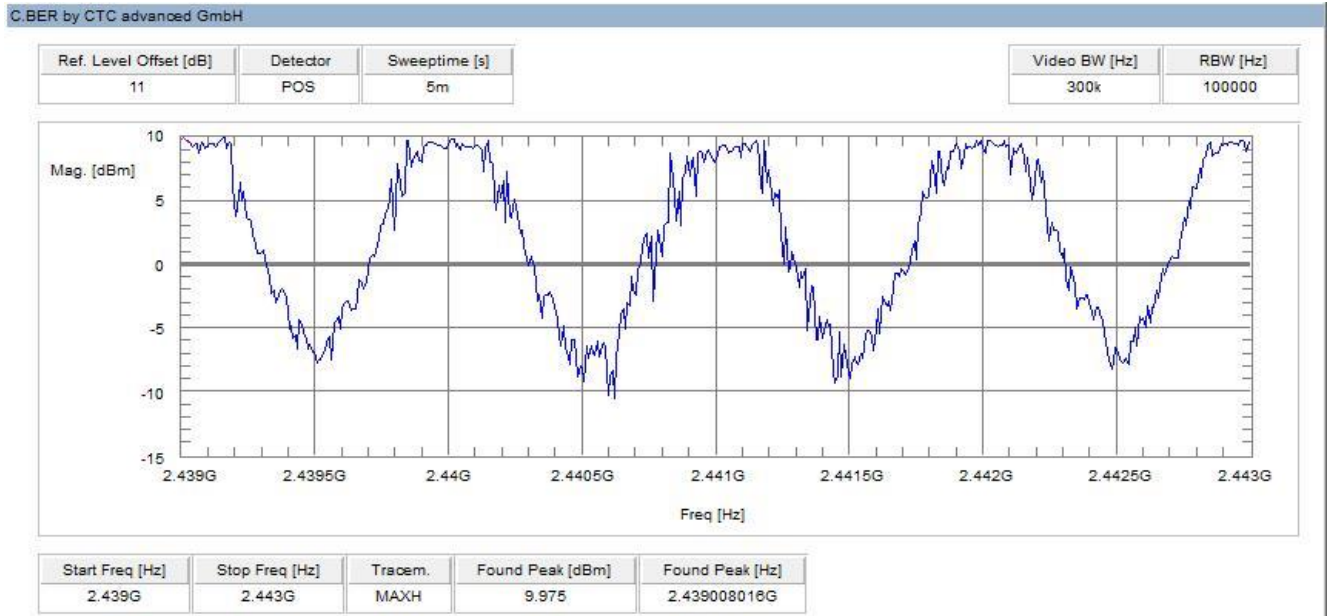 C.BER by CTC advanced GmbH
Ref. Level Offset [dB] Detector Sweeptime [s] Video BW [Hz] RBW [Hz]
11 POS 5m 300k 100000
10
Mag. [dBm]
5
0
-5
-10
-15
2.439G 2.4395G 2.44G 2.4405G 2.441G 2.4415G 2.442G 2.4425G 2.443G
Freq [Hz]
Start Freq [Hz] Stop Freq [Hz] Tracem. Found Peak [dBm] Found Peak [Hz]
2.439G 2.443G MAXH 9.975 2.439008016G